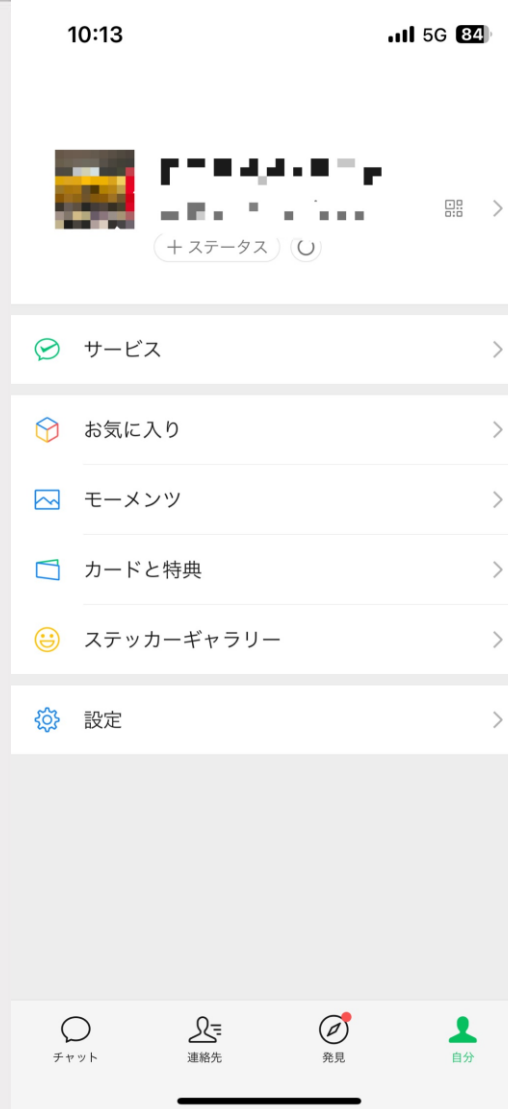 10:13
5G 84
+ ステータス
サービス
お気に入り
モーメンツ
カードと特典
ステッカーギャラリー
設定
チャット 連絡先 発見 自分